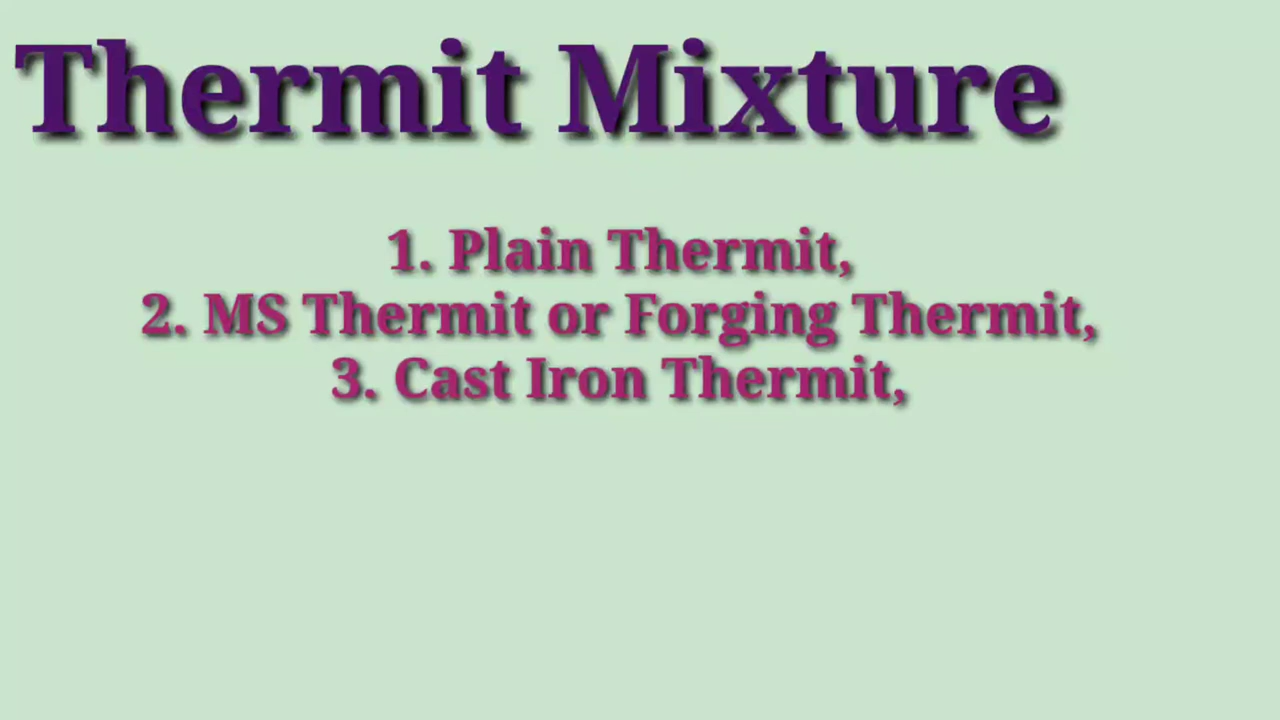 Thermit Mixture
1. Plain Thermit,
2. MS Thermit or Forging Thermit,
3. Cast Iron Thermit,